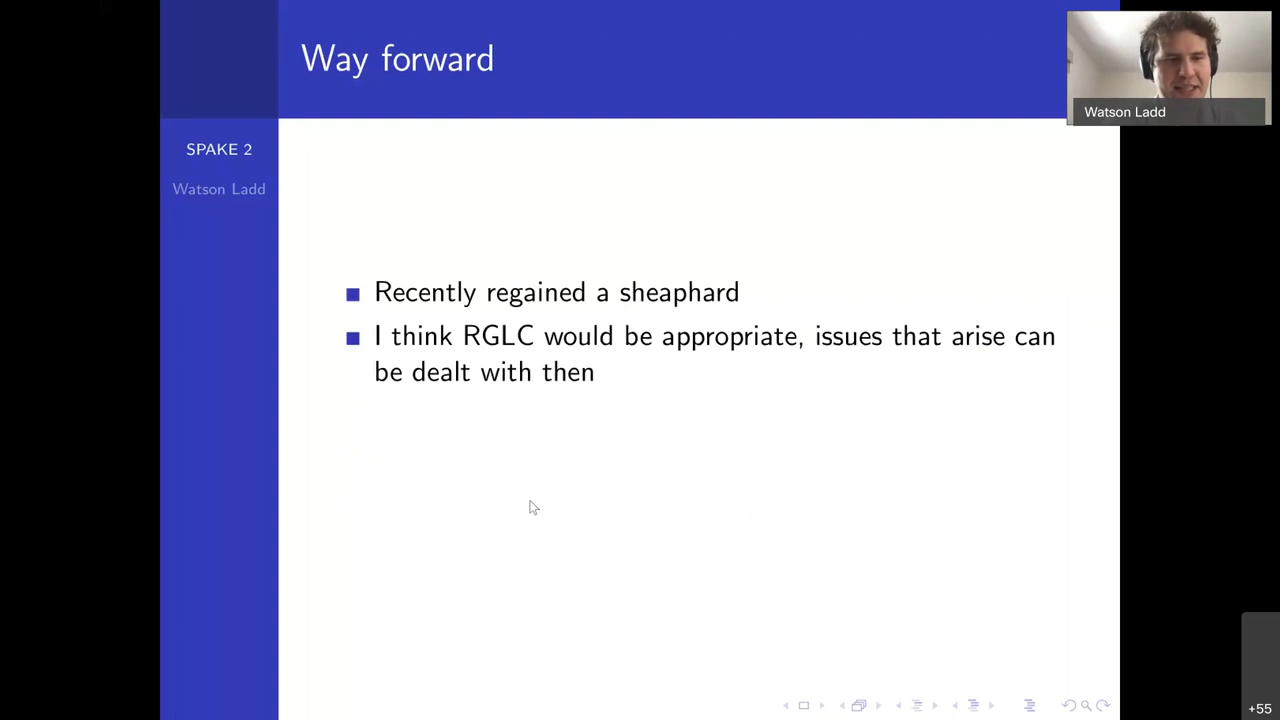 Way forward
Watson Ladd
SPAKE 2
Watson Ladd
Recently regained a sheaphard
I think RGLC would be appropriate, issues that arise can
be dealt with then
+55